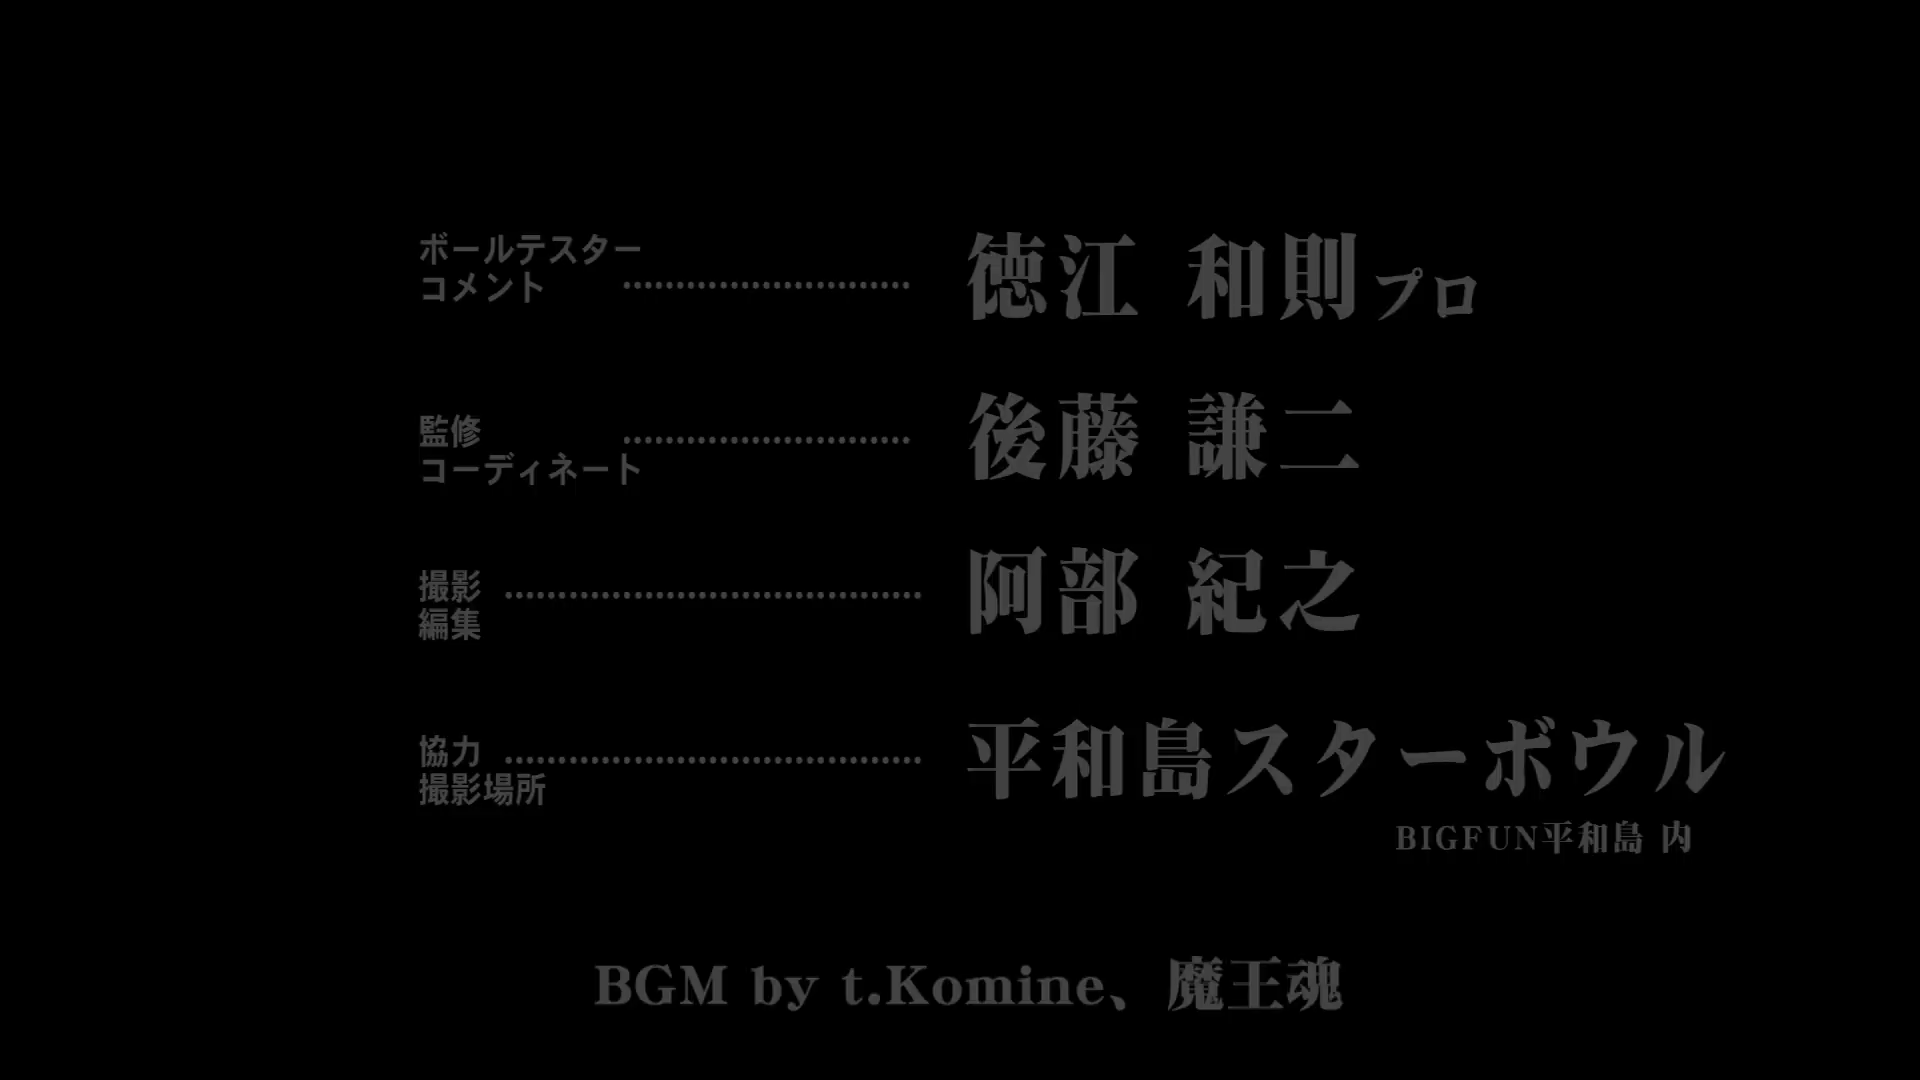 ボールテスター
コメント ........................... 徳江 和則プロ
監修 ........................... 後藤 謙二
コーディネート
撮影 ....................................... 阿部 紀之
編集
協力 ....................................... 平和島スターボウル
撮影場所
BIGFUN平和島 内
BGM by t.Komine、魔王魂